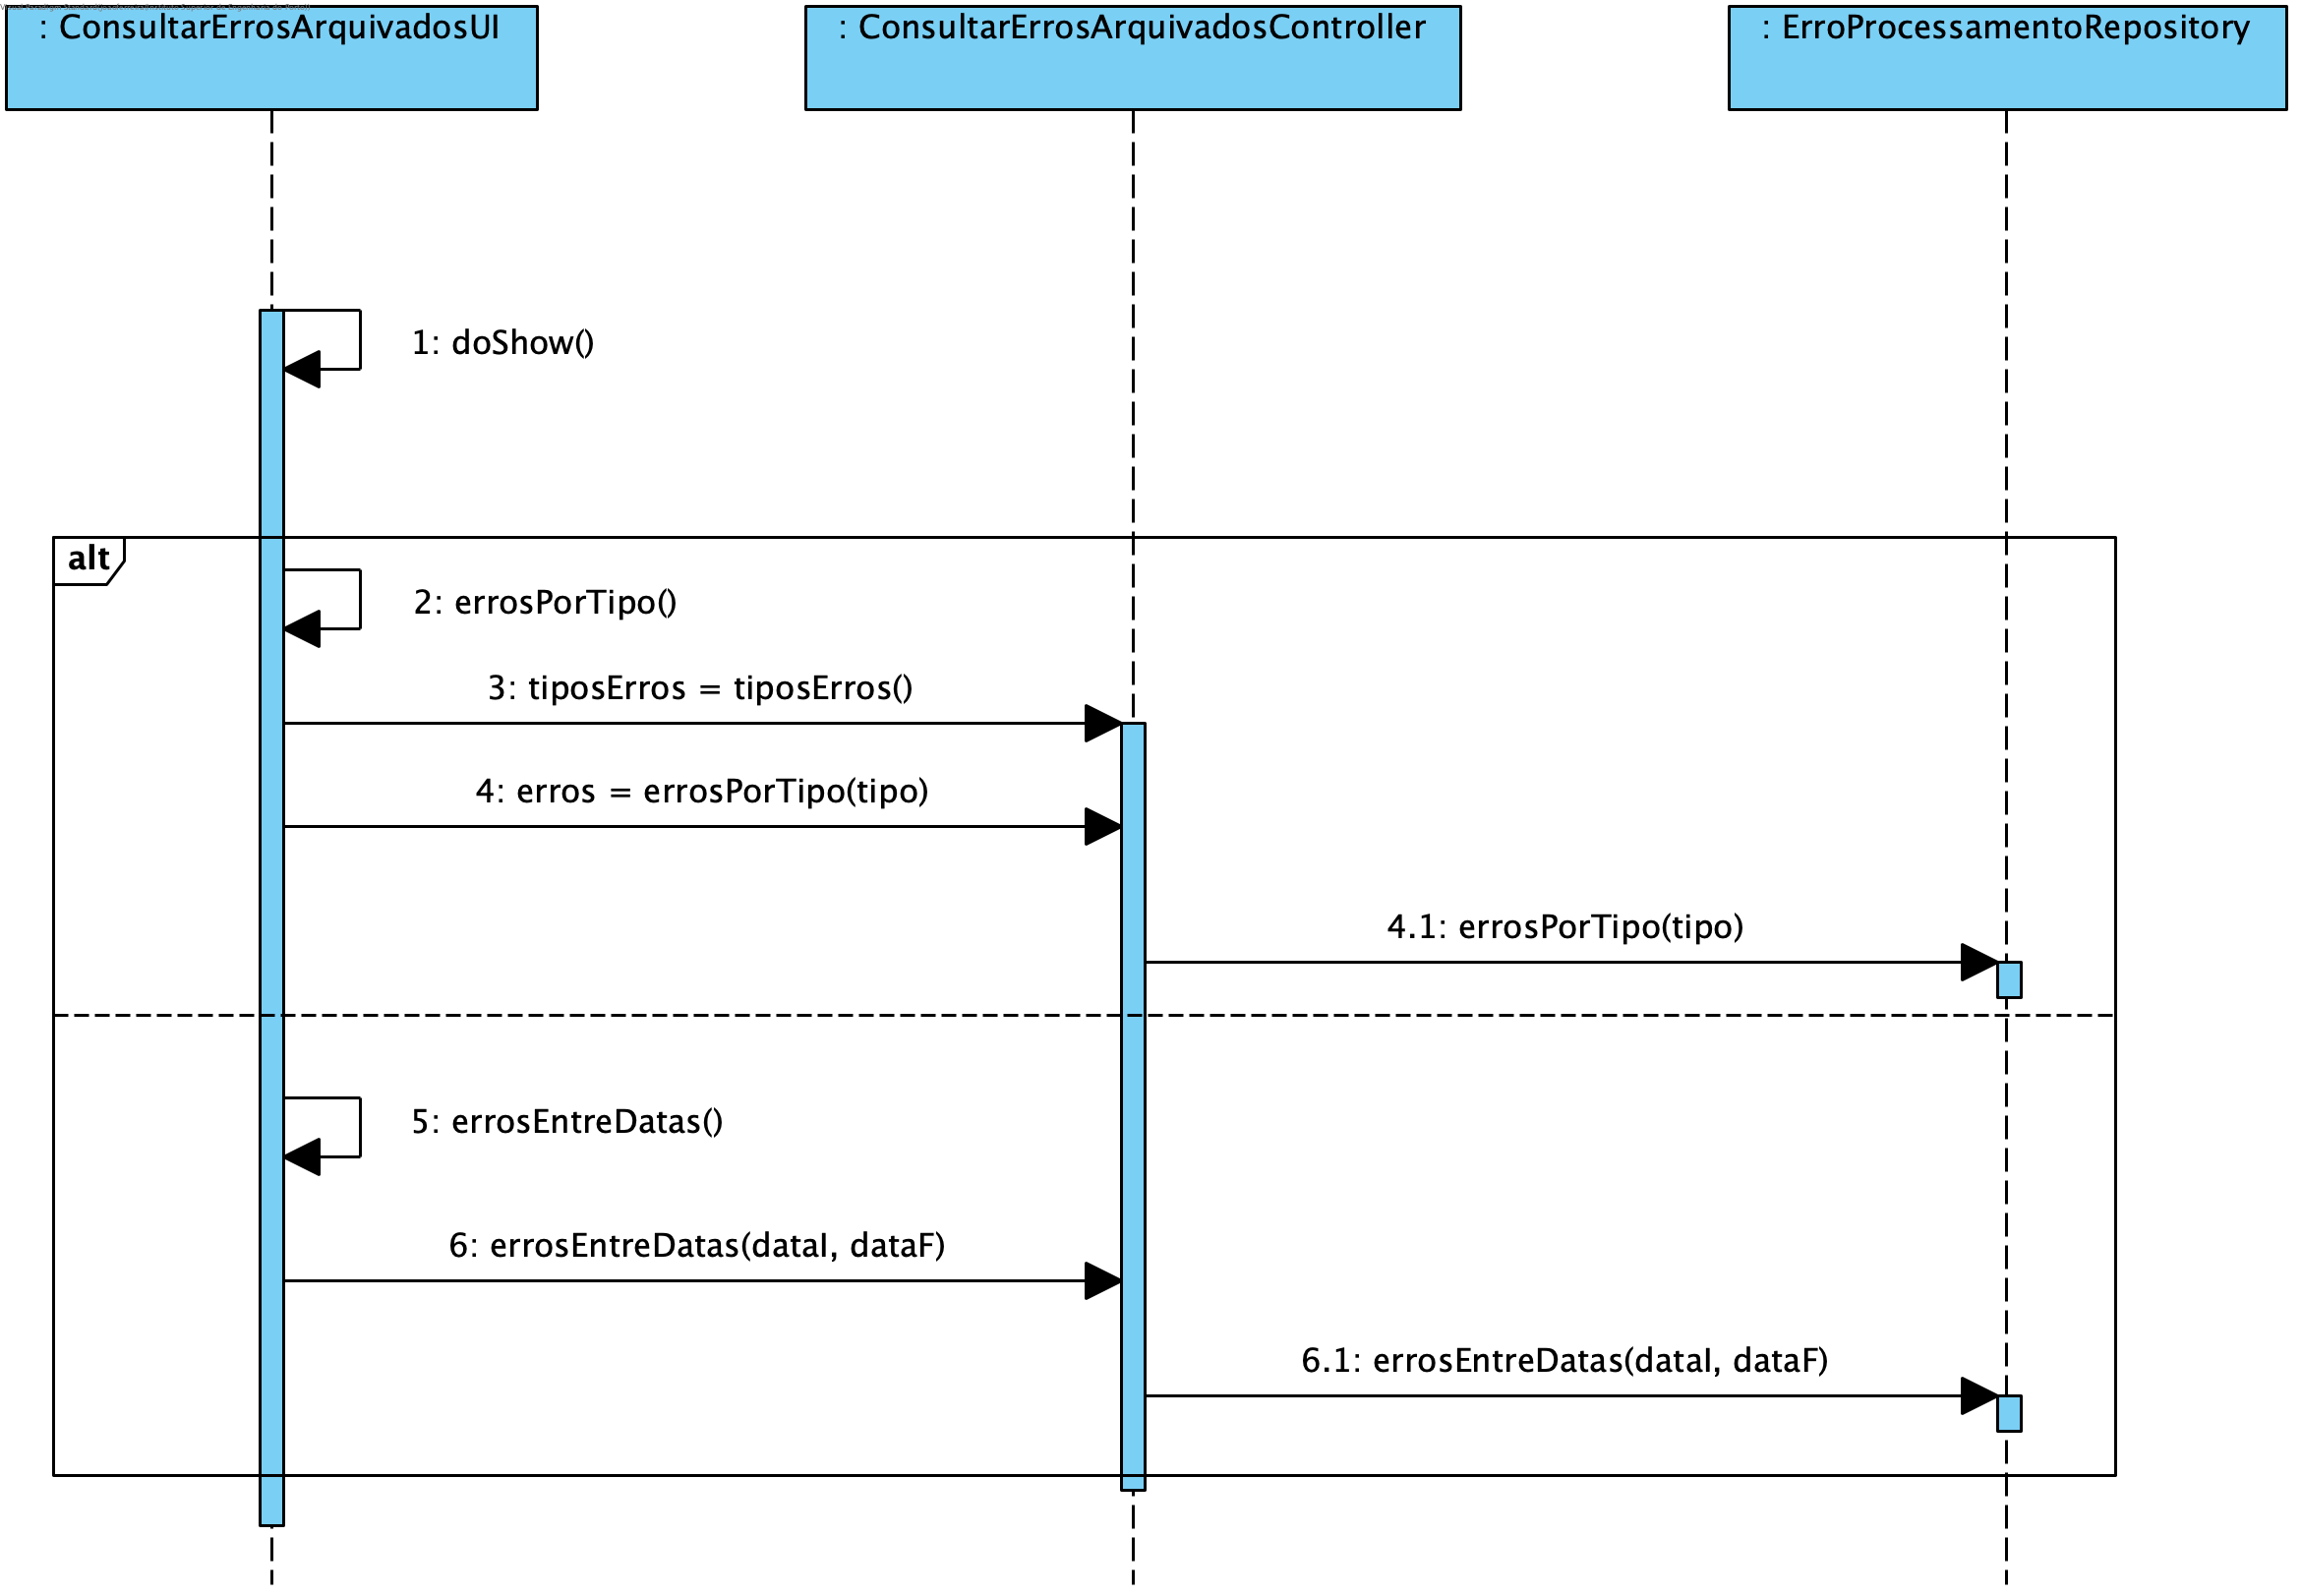 : ConsultarErrosArquivadosUI
: ConsultarErrosArquivadosController
: ErroProcessamentoRepository
1: doShow()
alt
2: errosPorTipo()
3: tiposErros = tiposErros()
4: erros = errosPorTipo(tipo)
4.1: errosPorTipo(tipo)
5: errosEntreDatas()
6: errosEntreDatas(dataI, dataF)
6.1: errosEntreDatas(dataI, dataF)